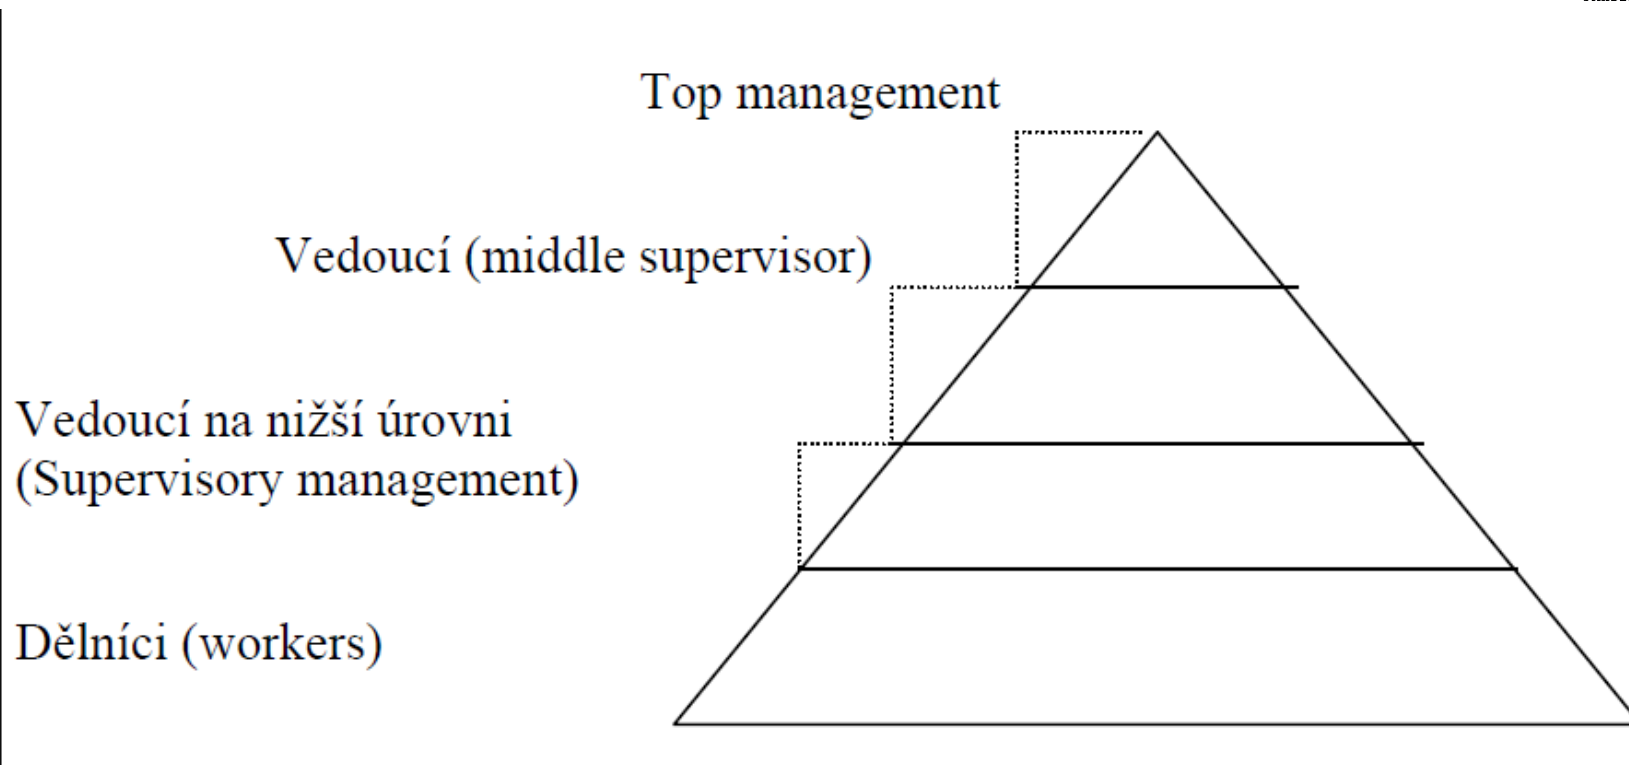 Top management
Vedoucí (middle supervisor)
Vedoucí na nižší úrovni
(Supervisory management)
Dělníci (workers)